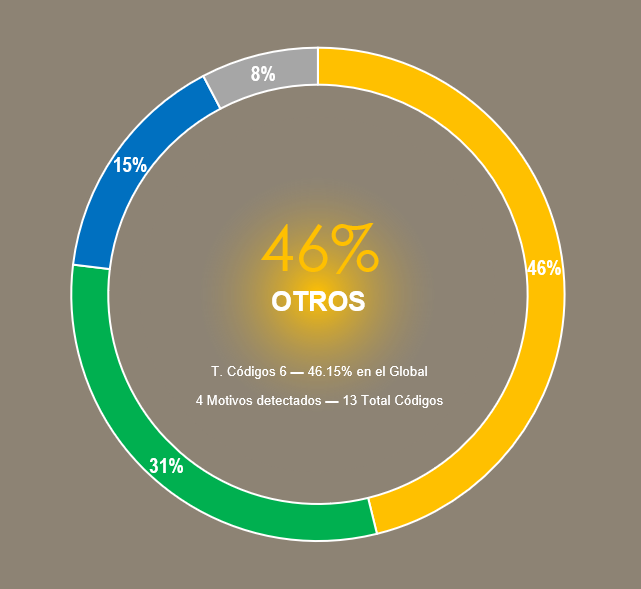 8%
15%
46%
OTROS
46%
T. Códigos 6 — 46.15% en el Global
4 Motivos detectados — 13 Total Códigos
31%